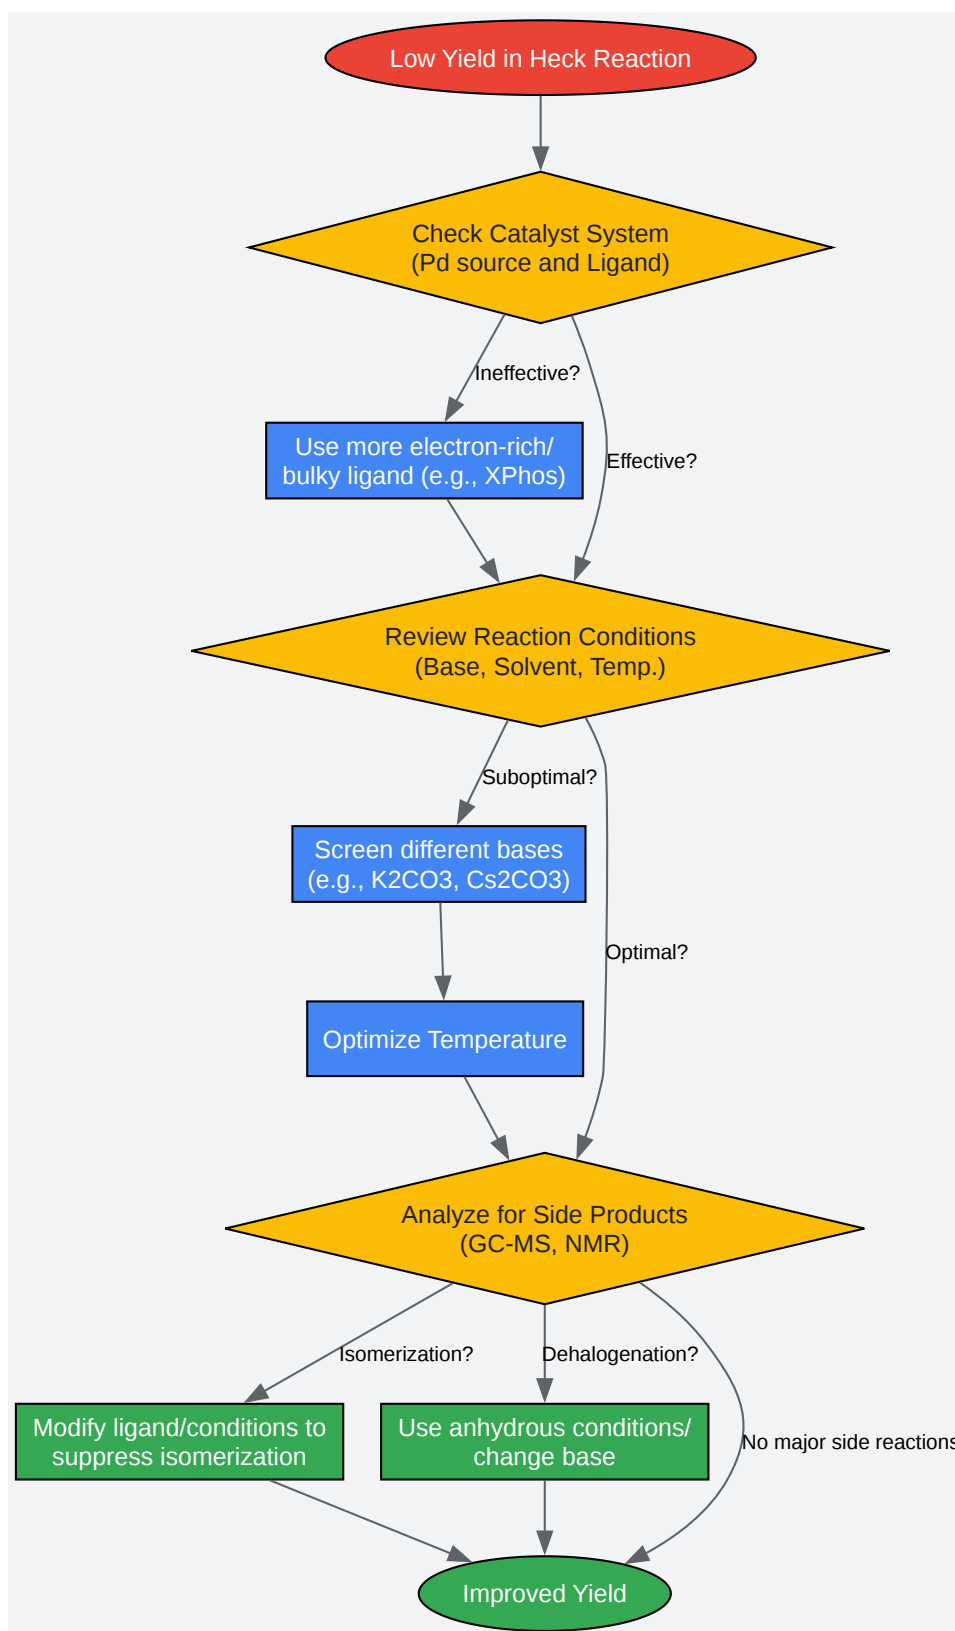 Low Yield in Heck Reaction
Check Catalyst System
(Pd source and Ligand)
Ineffective?
Use more electron-rich/
bulky ligand (e.g., XPhos)
Effective?
Review Reaction Conditions
(Base, Solvent, Temp.)
Suboptimal?
Screen different bases
(e.g., K2CO3, Cs2CO3)
Optimal?
Optimize Temperature
Analyze for Side Products
(GC-MS, NMR)
Isomerization?
Dehalogenation?
Modify ligand/conditions to
suppress isomerization
Use anhydrous conditions/
change base
No major side reactions
Improved Yield